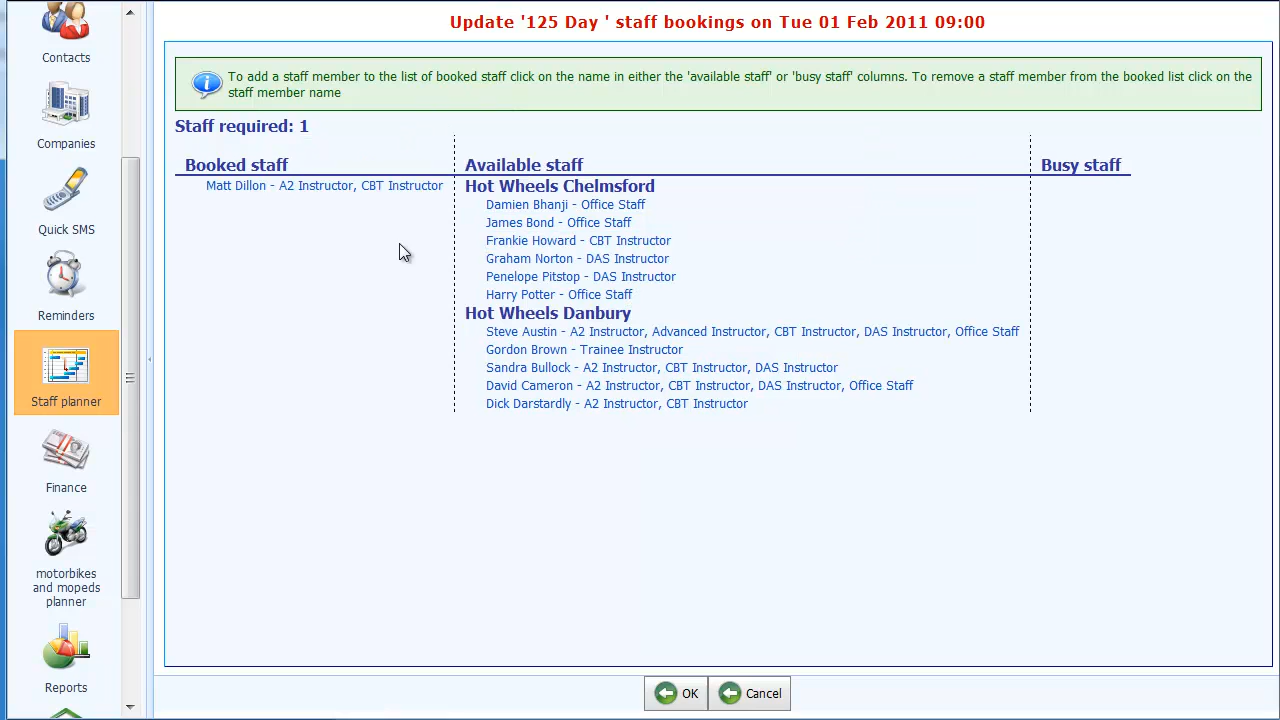 Update '125 Day ' staff bookings on Tue 01 Feb 2011 09:00
To add a staff member to the list of booked staff click on the name in either the 'available staff' or 'busy staff' columns. To remove a staff member from the booked list click on the
staff member name
Staff required: 1
Booked staff
Matt Dillon - A2 Instructor, CBT Instructor
Available staff
Hot Wheels Chelmsford
Damien Bhanji - Office Staff
James Bond - Office Staff
Frankie Howard - CBT Instructor
Graham Norton - DAS Instructor
Penelope Pitstop - DAS Instructor
Harry Potter - Office Staff
Hot Wheels Danbury
Steve Austin - A2 Instructor, Advanced Instructor, CBT Instructor, DAS Instructor, Office Staff
Gordon Brown - Trainee Instructor
Sandra Bullock - A2 Instructor, CBT Instructor, DAS Instructor
David Cameron - A2 Instructor, CBT Instructor, DAS Instructor, Office Staff
Dick Darstardly - A2 Instructor, CBT Instructor
Busy staff
Contacts
Companies
Quick SMS
Reminders
Staff planner
Finance
motorbikes
and mopeds
planner
Reports
OK
Cancel